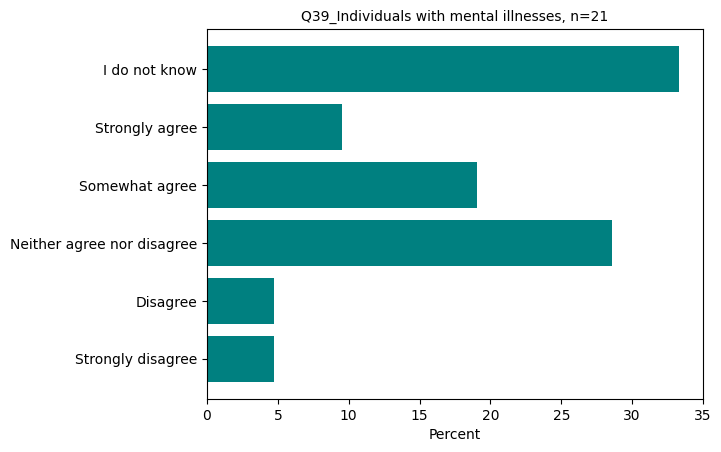 Q39_Individuals with mental illnesses, n=21
I do not know
Strongly agree
Somewhat agree
Neither agree nor disagree
Disagree
Strongly disagree
0 5 10 15 20 25 30 35
Percent